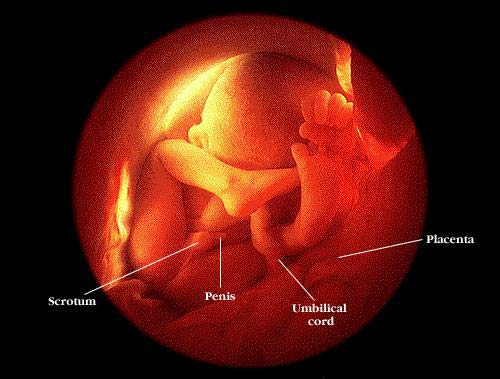 Placenta
Scrotum
Penis
Umbilical
cord